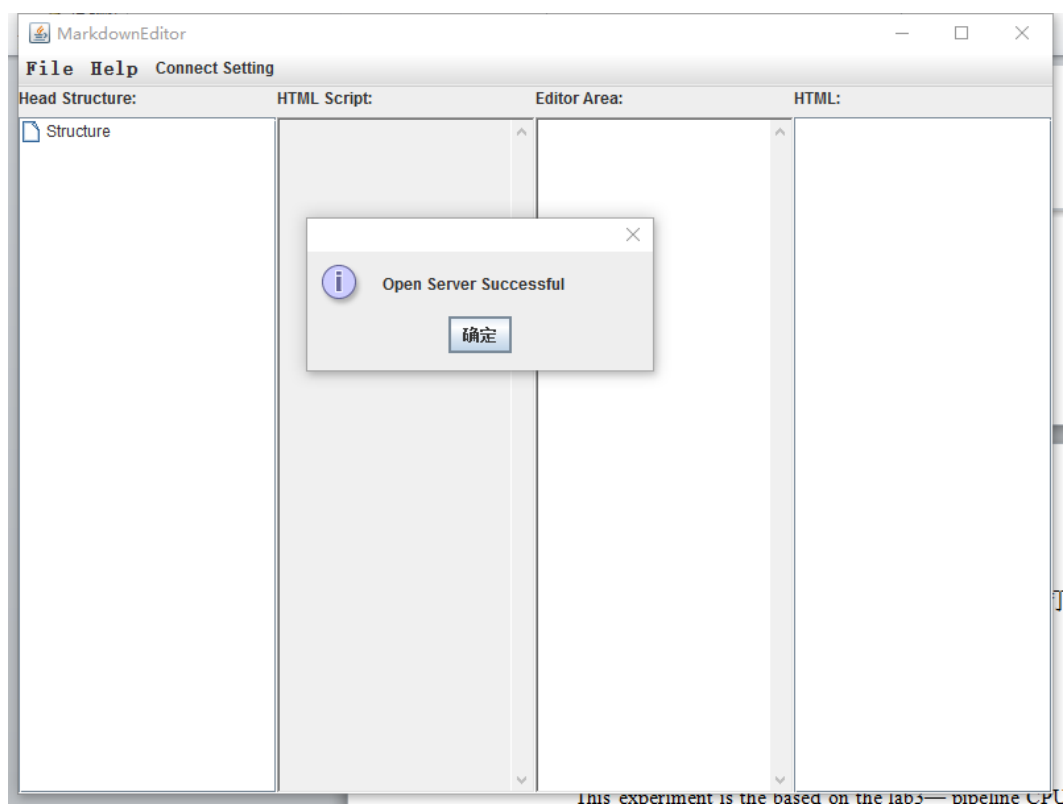 MarkdownEditor
File Help Connect Setting
Head Structure: HTML Script: Editor Area: HTML:
Structure
Open Server Successful
确定
This experiment is the based on the lab3— pipeline CPU